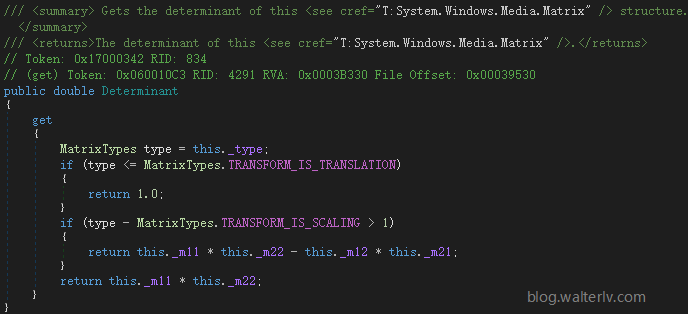 /// <summary> Gets the determinant of this <see cref="T:System.Windows.Media.Matrix" /> structure.
</summary>
/// <returns>The determinant of this <see cref="T:System.Windows.Media.Matrix" />.</returns>
// Token: 0x17000342 RID: 834
// (get) Token: 0x060010C3 RID: 4291 RVA: 0x0003B330 File Offset: 0x00039530
public double Determinant
{
get
{
MatrixTypes type = this._type;
if (type <= MatrixTypes.TRANSFORM_IS_TRANSLATION)
{
return 1.0;
}
if (type - MatrixTypes.TRANSFORM_IS_SCALING > 1)
{
return this._m11 * this._m22 - this._m12 * this._m21;
}
return this._m11 * this._m22;
}
}
blog.walterlv.com